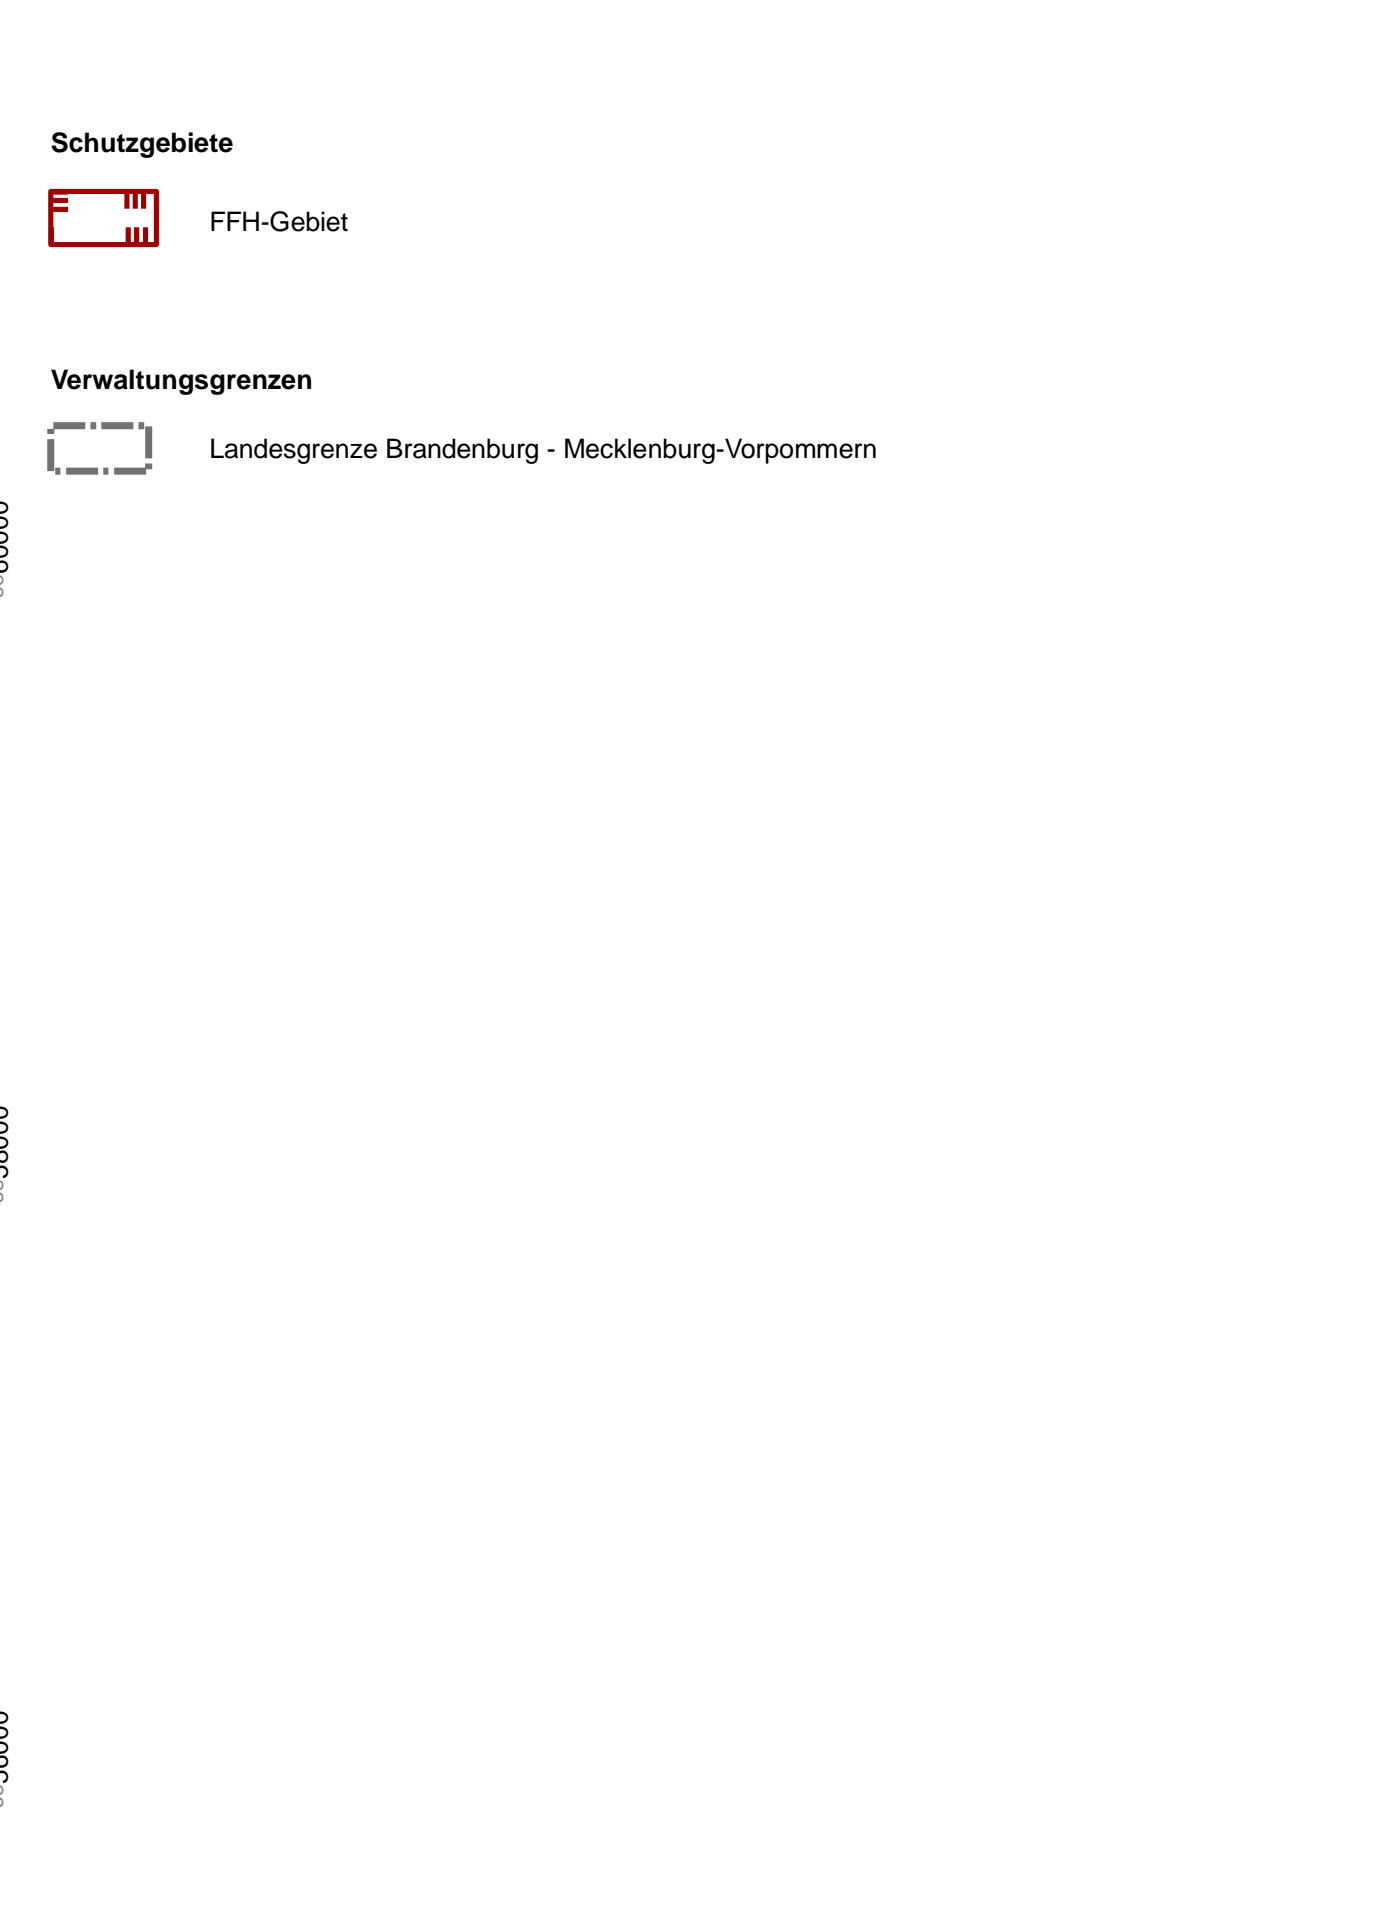 Schutzgebiete
FFH-Gebiet
Verwaltungsgrenzen
Landesgrenze Brandenburg - Mecklenburg-Vorpommern